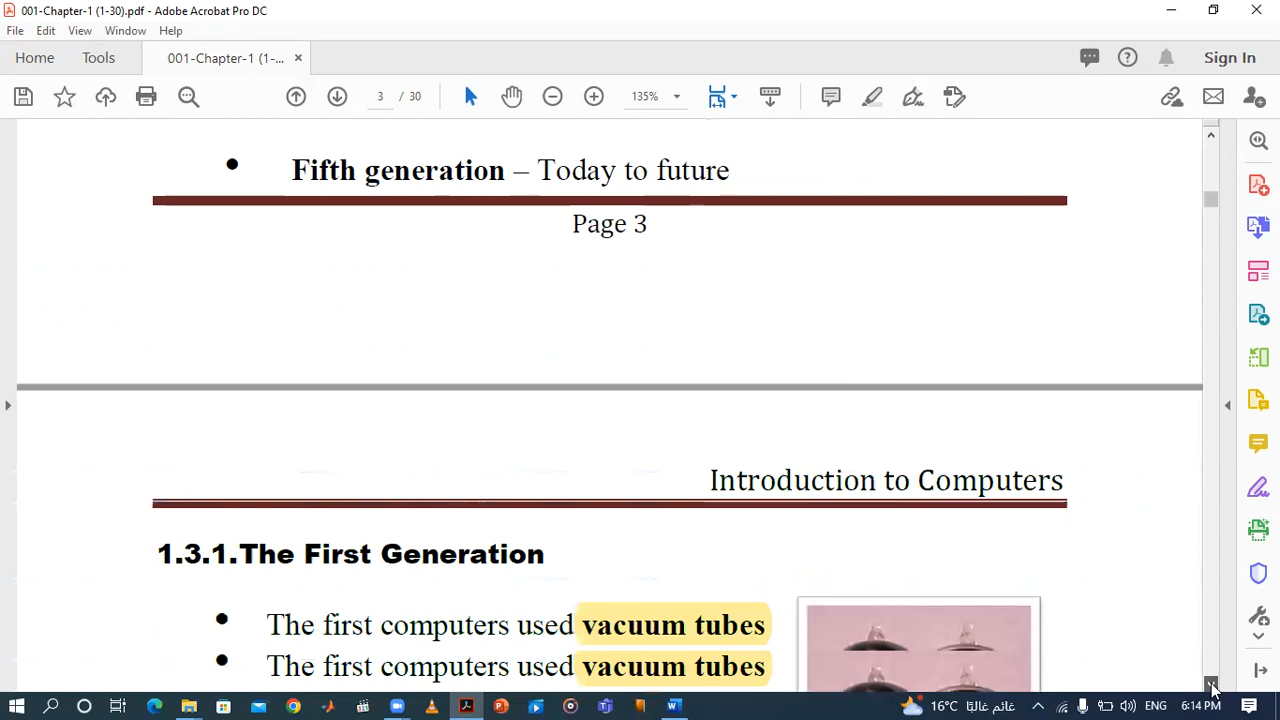 001-Chapter-1 (1-30).pdf - Adobe Acrobat Pro DC
File Edit View Window Help
Home Tools 001-Chapter-1 (1-... × Sign In
3 / 30 135%
• Fifth generation – Today to future
Page 3
Introduction to Computers
1.3.1.The First Generation
• The first computers used vacuum tubes
• The first computers used vacuum tubes
16°C غائم غالبًا ENG 6:14 PM